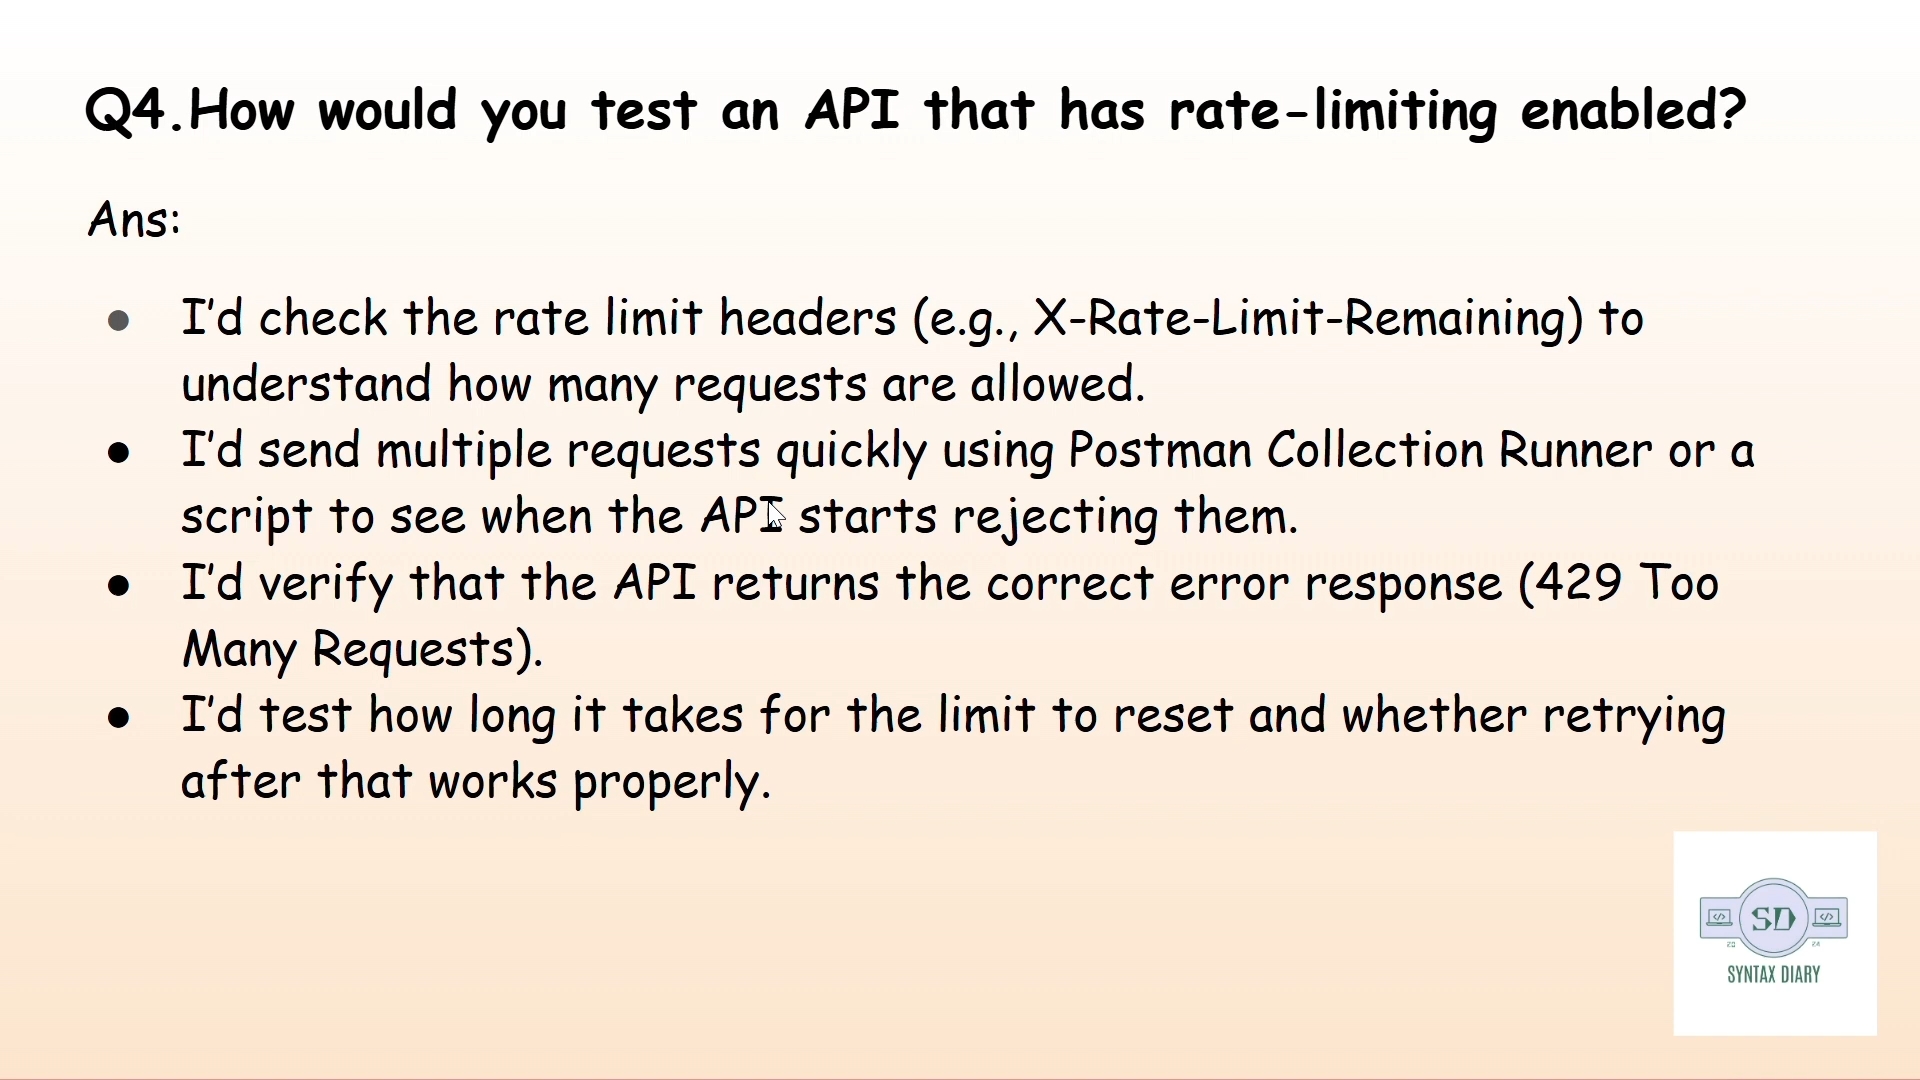 Q4.How would you test an API that has rate-limiting enabled?
Ans:
● I’d check the rate limit headers (e.g., X-Rate-Limit-Remaining) to
understand how many requests are allowed.
● I’d send multiple requests quickly using Postman Collection Runner or a
script to see when the API starts rejecting them.
● I’d verify that the API returns the correct error response (429 Too
Many Requests).
● I’d test how long it takes for the limit to reset and whether retrying
after that works properly.
SD
SYNTAX DIARY